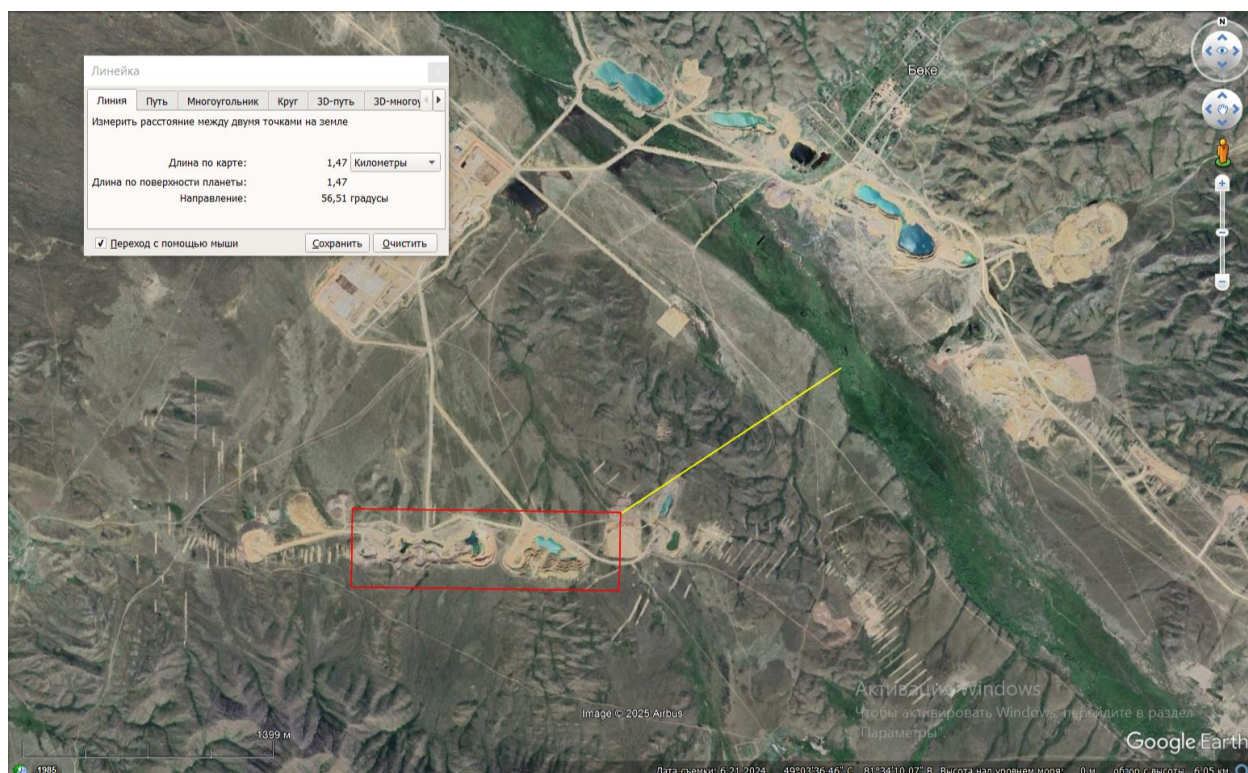 N
Линейка
Линия Путь Многоугольник Круг 3D-путь 3D-многоу
Измерить расстояние между двумя точками на земле
Длина по карте: 1,47 Километры
Длина по поверхности планеты: 1,47
Направление: 56,51 градусы
Переход с помощью мыши Сохранить Очистить
Бөке
Активация Windows
Чтобы активировать Windows, перейдите в раздел
"Параметры".
Image © 2025 Airbus
1399 м
Google Earth
1985
Дата съемки: 6.21.2024 49°03'36.46" С 81°34'10.07" В Высота над уровнем моря: 0 м обзор с высоты 6.05 км